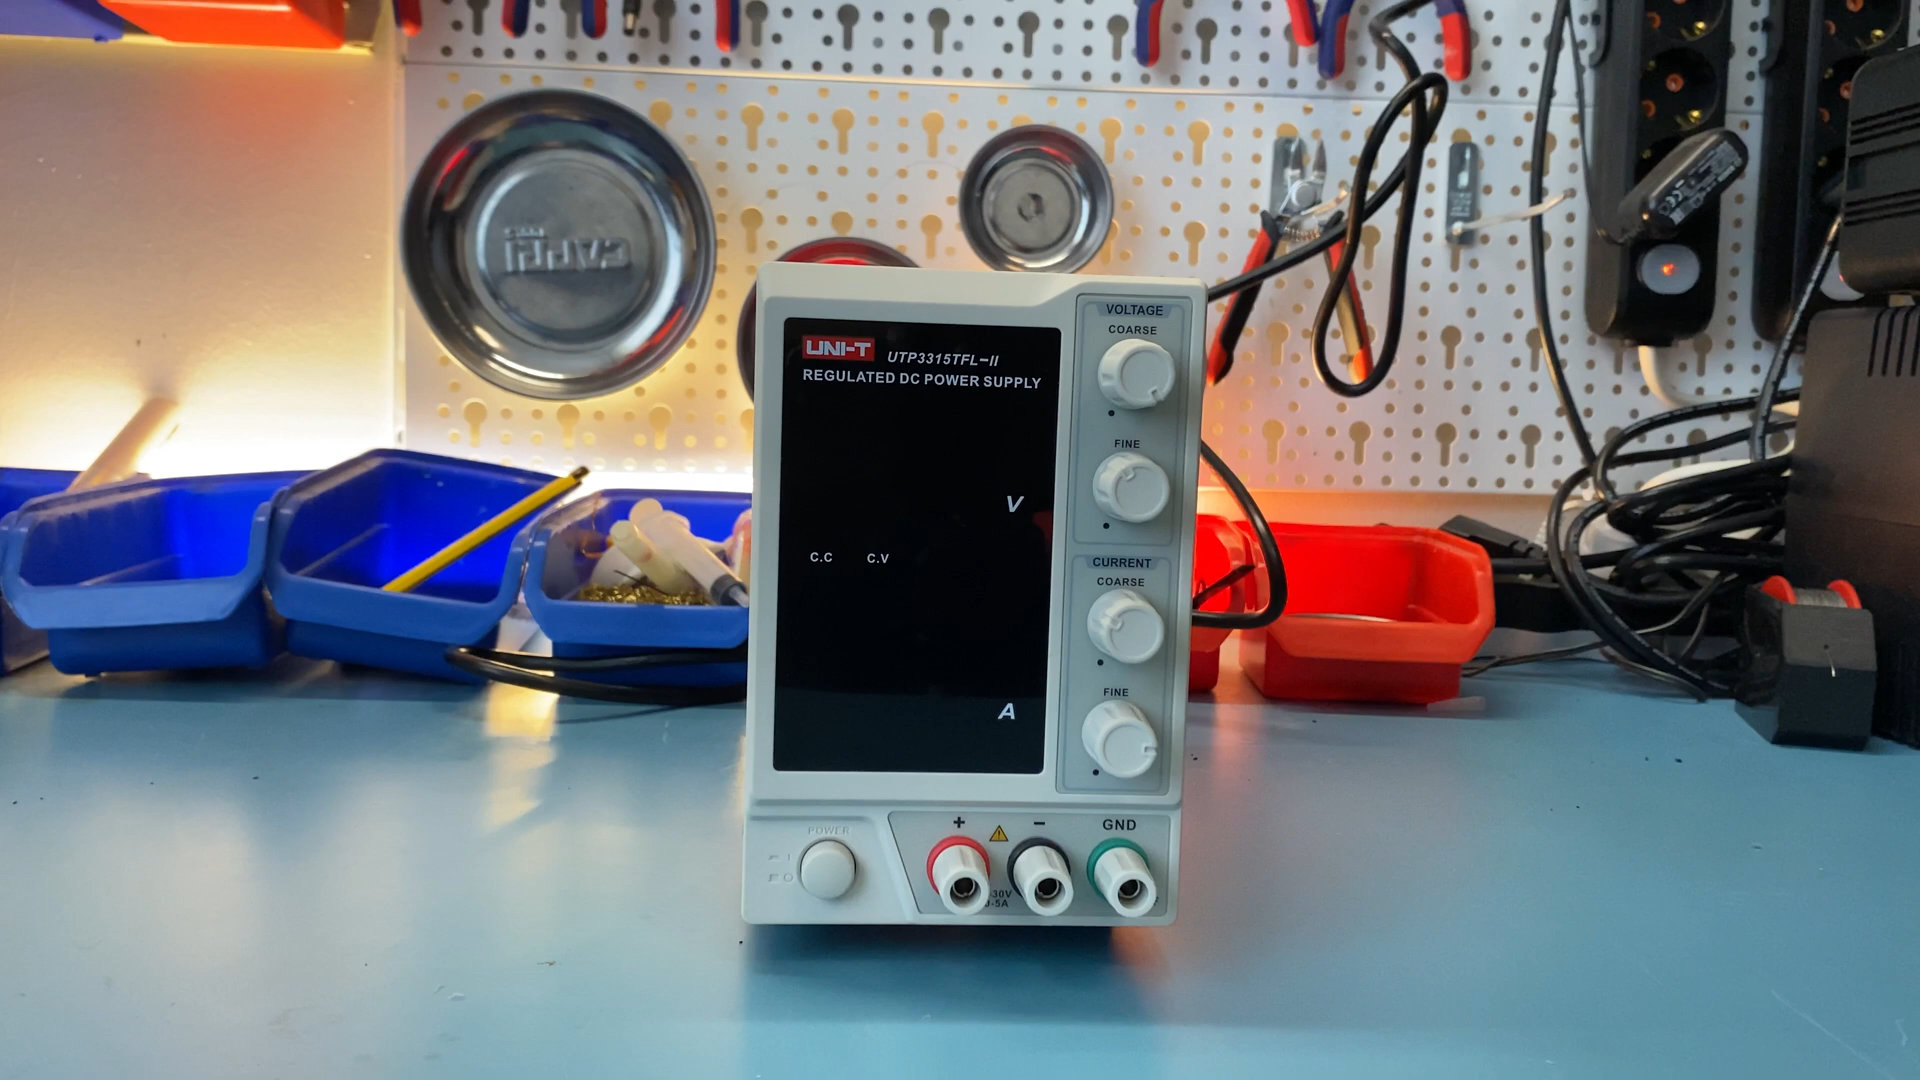 UNI-T UTP3315TFL-II
REGULATED DC POWER SUPPLY
V
C.C C.V
A
VOLTAGE
COARSE
FINE
CURRENT
COARSE
FINE
POWER
I
O
+ - GND
30V
-5A